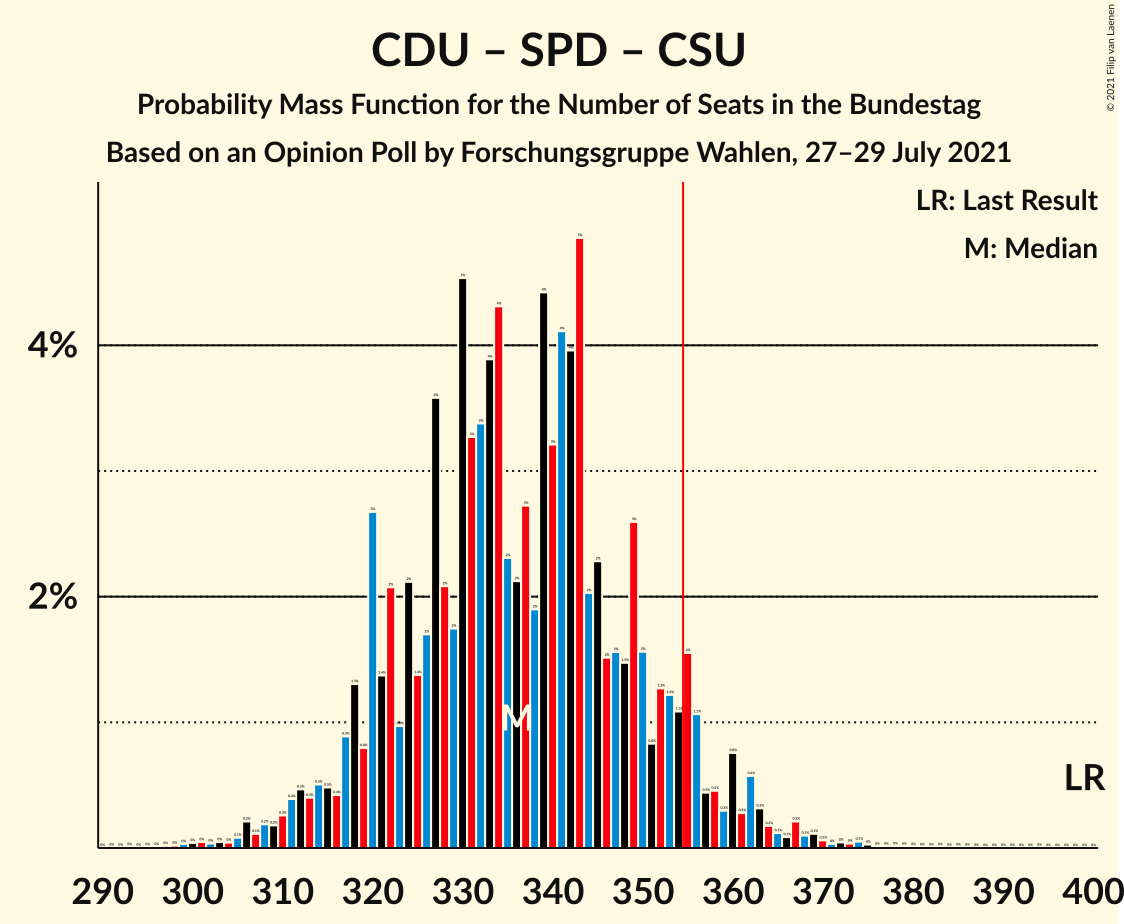 CDU – SPD – CSU
Probability Mass Function for the Number of Seats in the Bundestag
Based on an Opinion Poll by Forschungsgruppe Wahlen, 27–29 July 2021
© 2021 Filip van Laenen
LR: Last Result
M: Median
4%
2%
M
LR
290 300 310 320 330 340 350 360 370 380 390 400